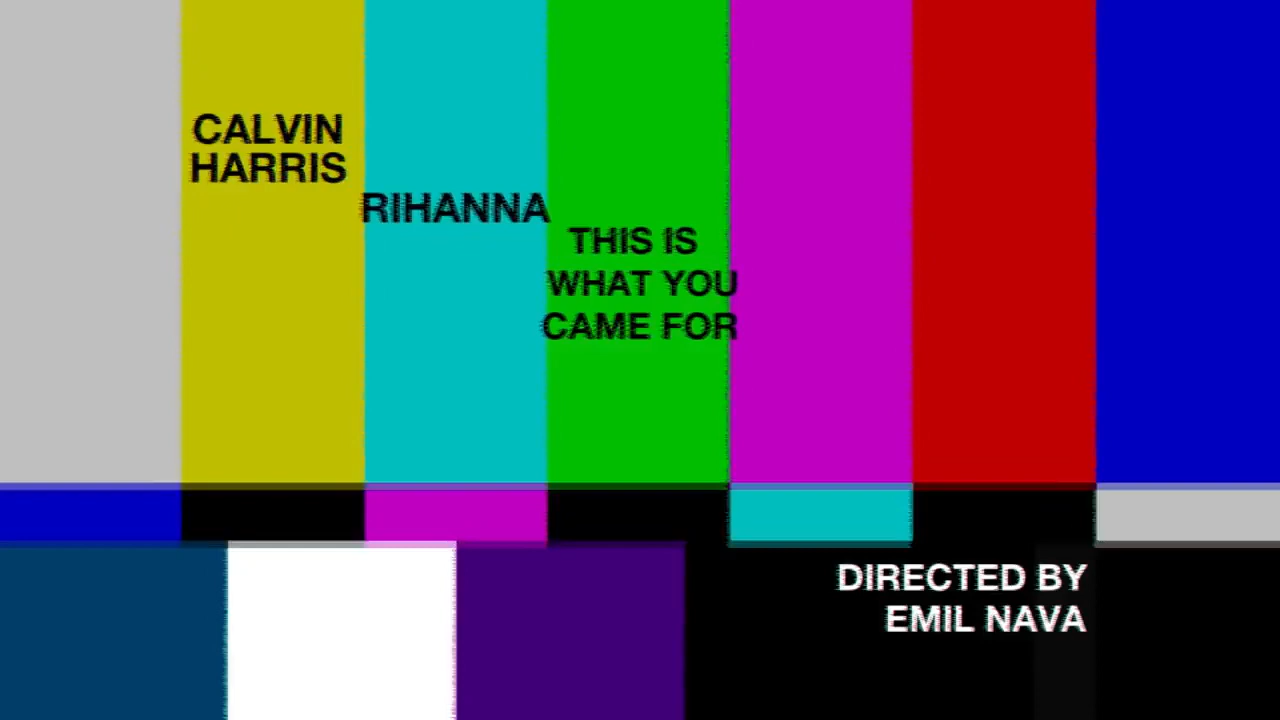 CALVIN
HARRIS
RIHANNA
THIS IS
WHAT YOU
CAME FOR
DIRECTED BY
EMIL NAVA